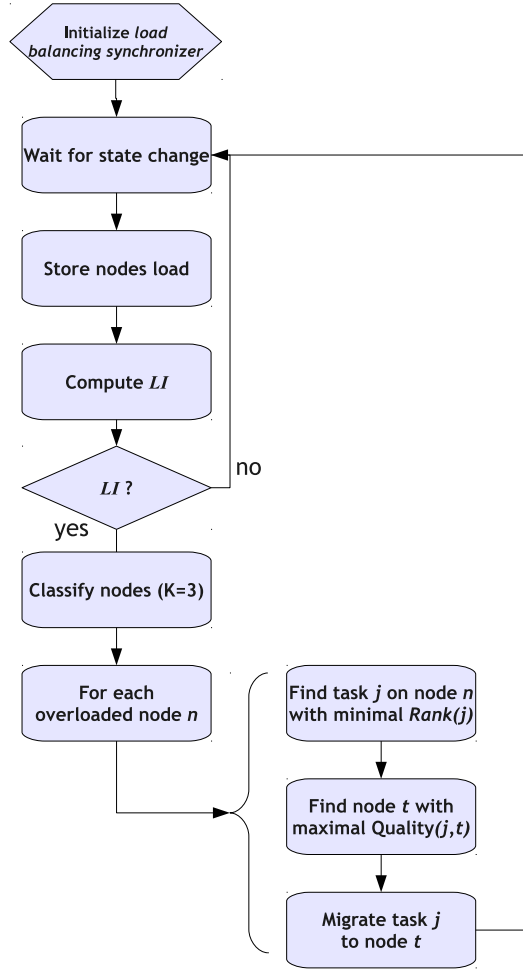 Initialize load
balancing synchronizer
Wait for state change
Store nodes load
Compute LI
LI ?
no
yes
Classify nodes (K=3)
For each
overloaded node n
Find task j on node n
with minimal Rank(j)
Find node t with
maximal Quality(j,t)
Migrate task j
to node t